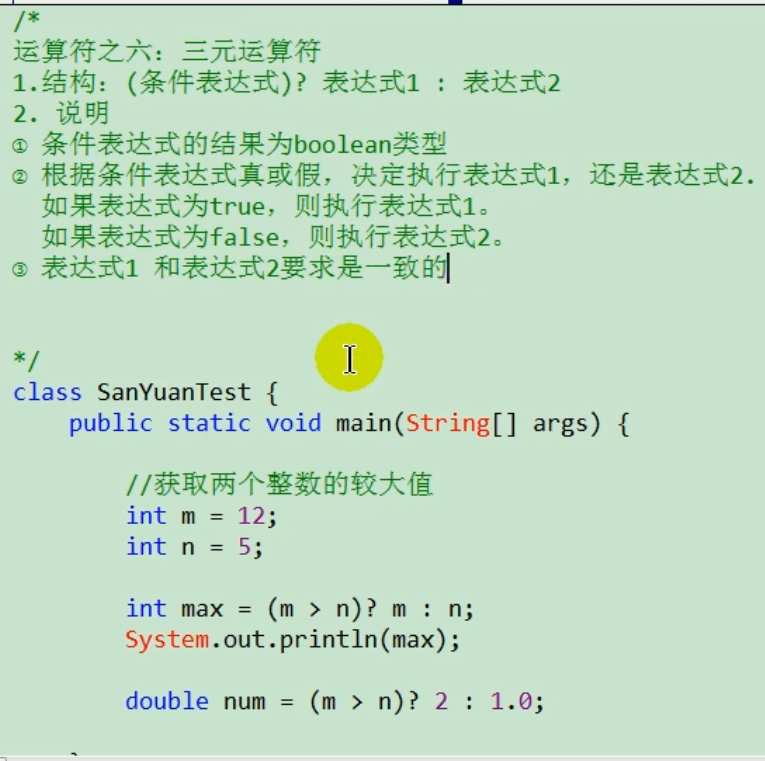 /*
运算符之六：三元运算符
1.结构：(条件表达式)? 表达式1 : 表达式2
2. 说明
① 条件表达式的结果为boolean类型
② 根据条件表达式真或假，决定执行表达式1，还是表达式2.
如果表达式为true，则执行表达式1。
如果表达式为false，则执行表达式2。
③ 表达式1 和表达式2要求是一致的
*/
class SanYuanTest {
public static void main(String[] args) {
//获取两个整数的较大值
int m = 12;
int n = 5;
int max = (m > n)? m : n;
System.out.println(max);
double num = (m > n)? 2 : 1.0;